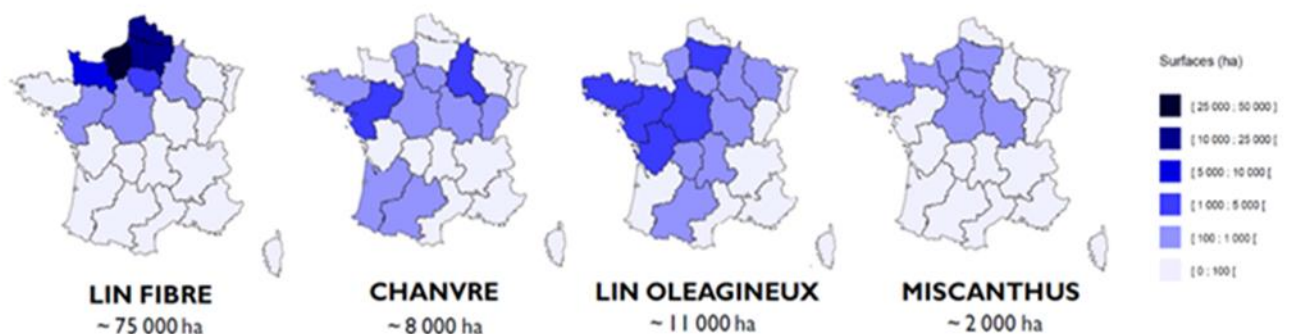 Surfaces (ha)
[ 25 000 ; 50 000 ]
[ 10 000 ; 25 000 [
[ 5 000 ; 10 000 [
[ 1 000 ; 5 000 [
[ 100 ; 1 000 [
[ 0 ; 100 [
LIN FIBRE
~ 75 000 ha
CHANVRE
~ 8 000 ha
LIN OLEAGINEUX
~ 11 000 ha
MISCANTHUS
~ 2 000 ha